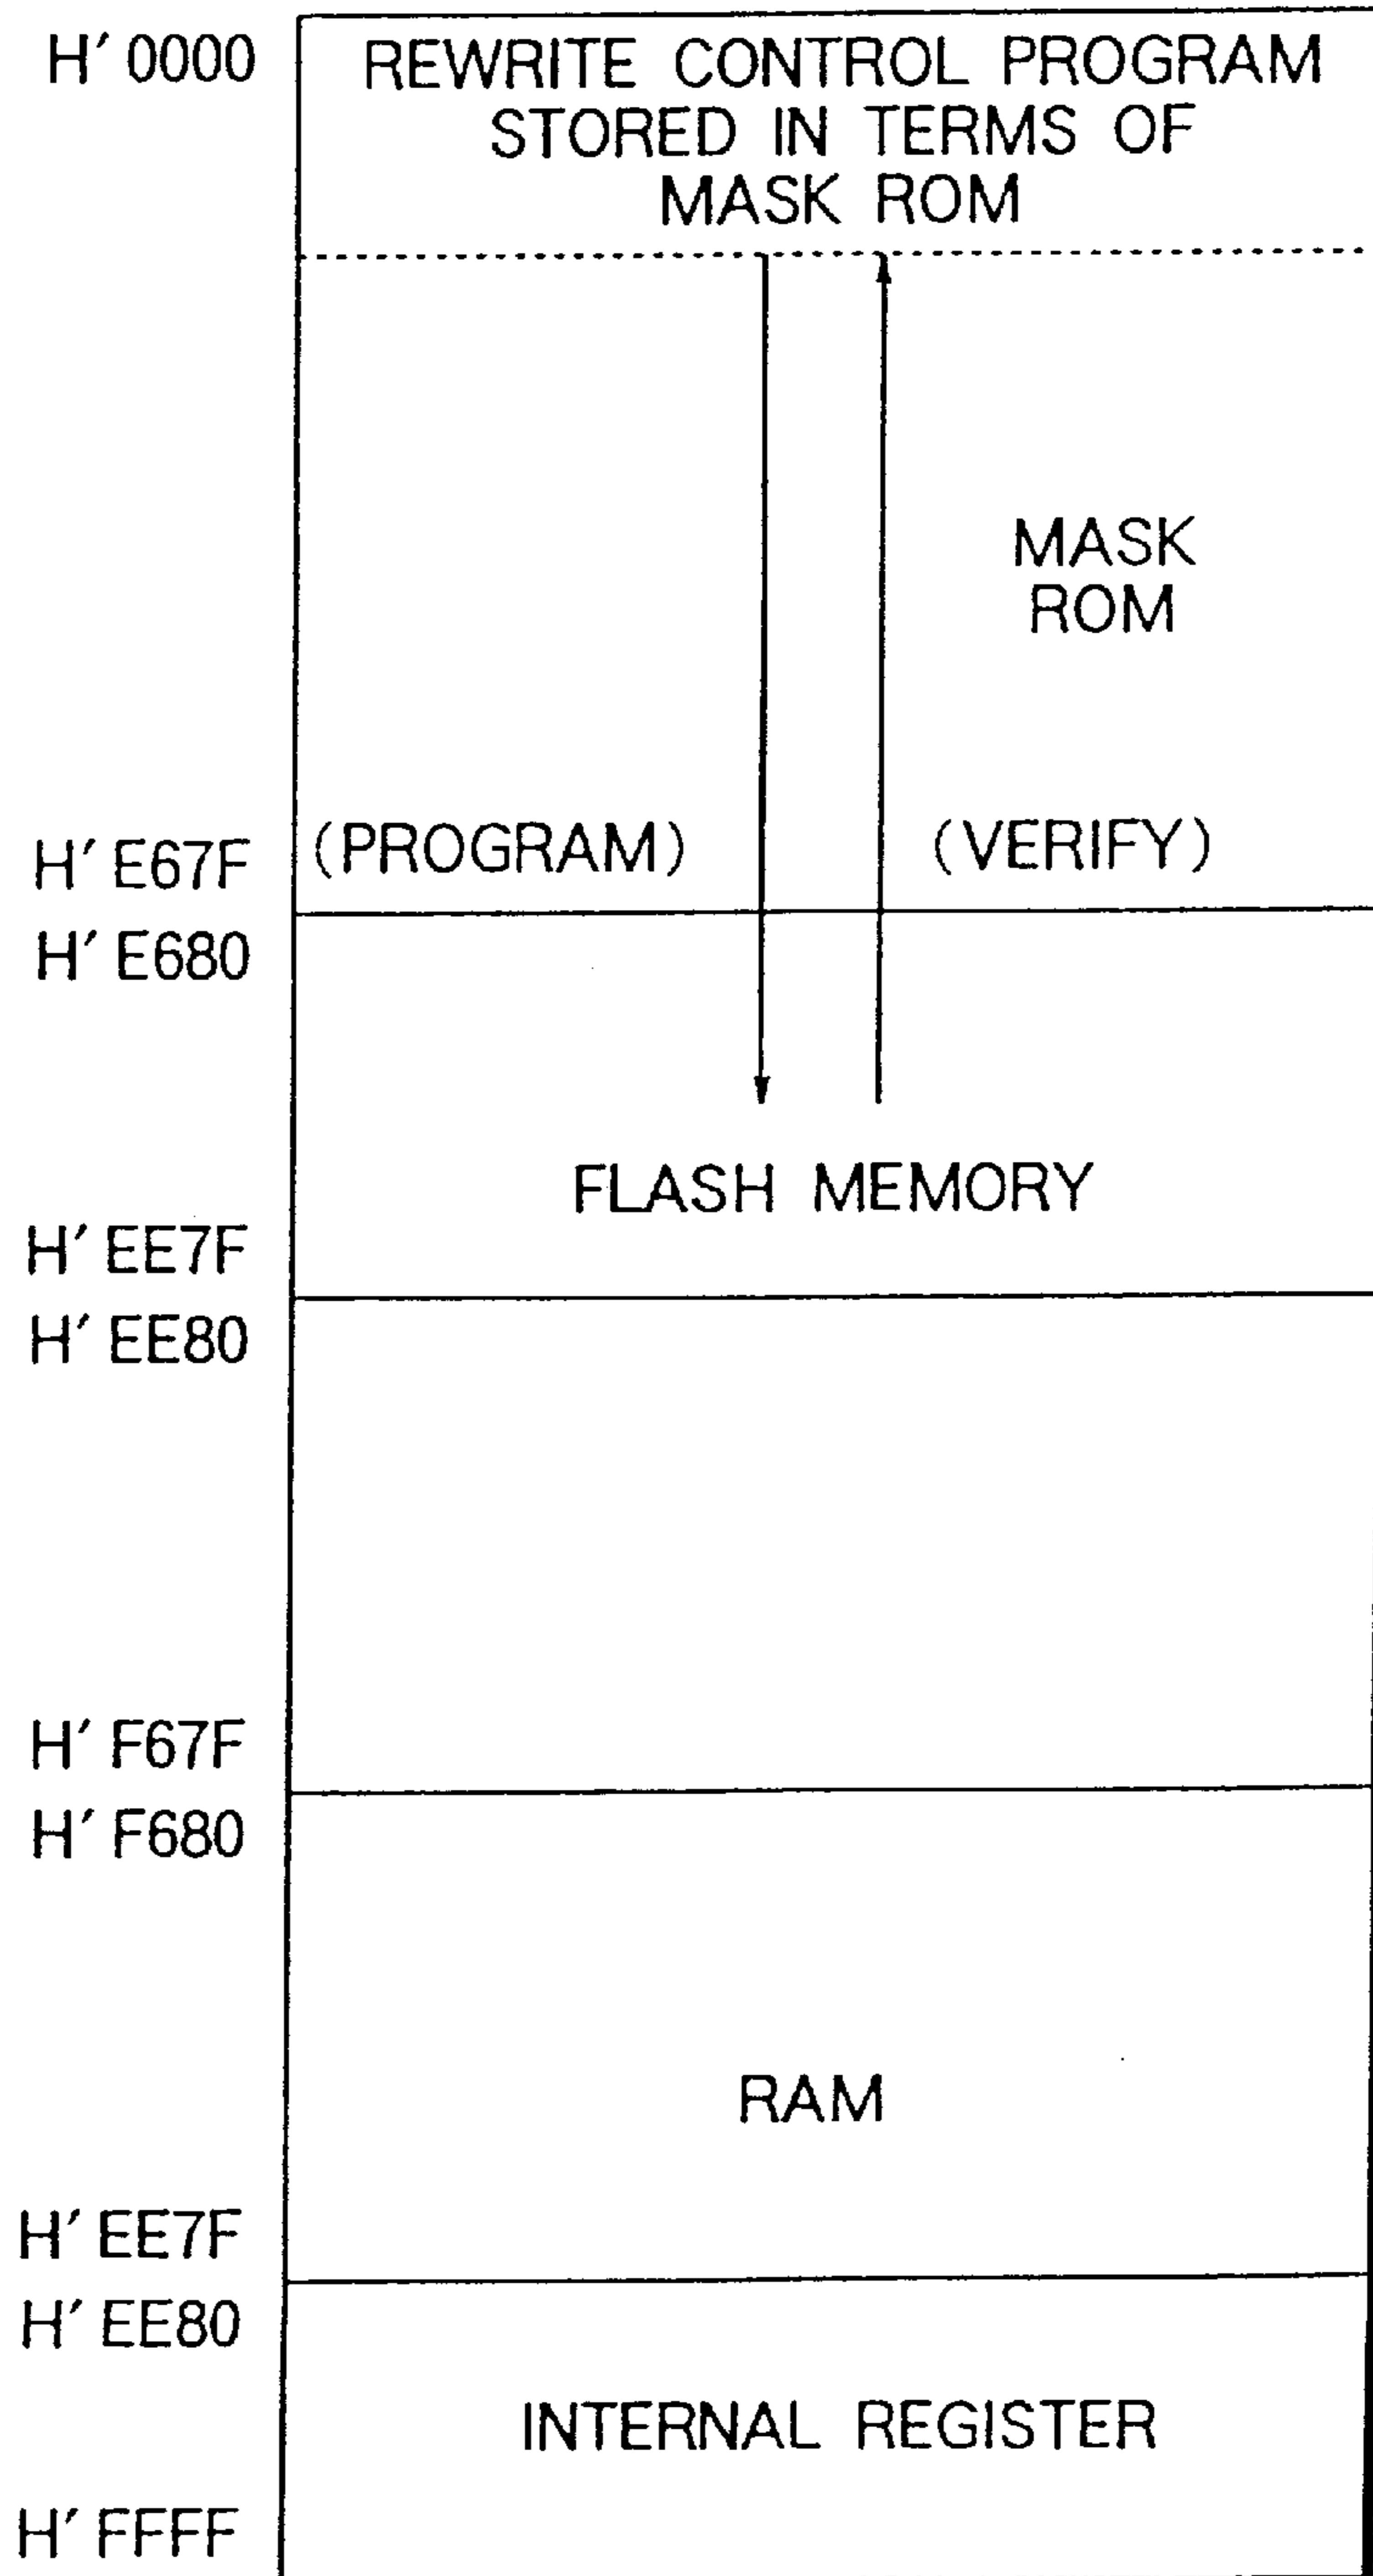 H' 0000
REWRITE CONTROL PROGRAM
STORED IN TERMS OF
MASK ROM
MASK
ROM
H' E67F
(PROGRAM)
(VERIFY)
H' E680
FLASH MEMORY
H' EE7F
H' EE80
H' F67F
H' F680
RAM
H' EE7F
H' EE80
INTERNAL REGISTER
H' FFFF